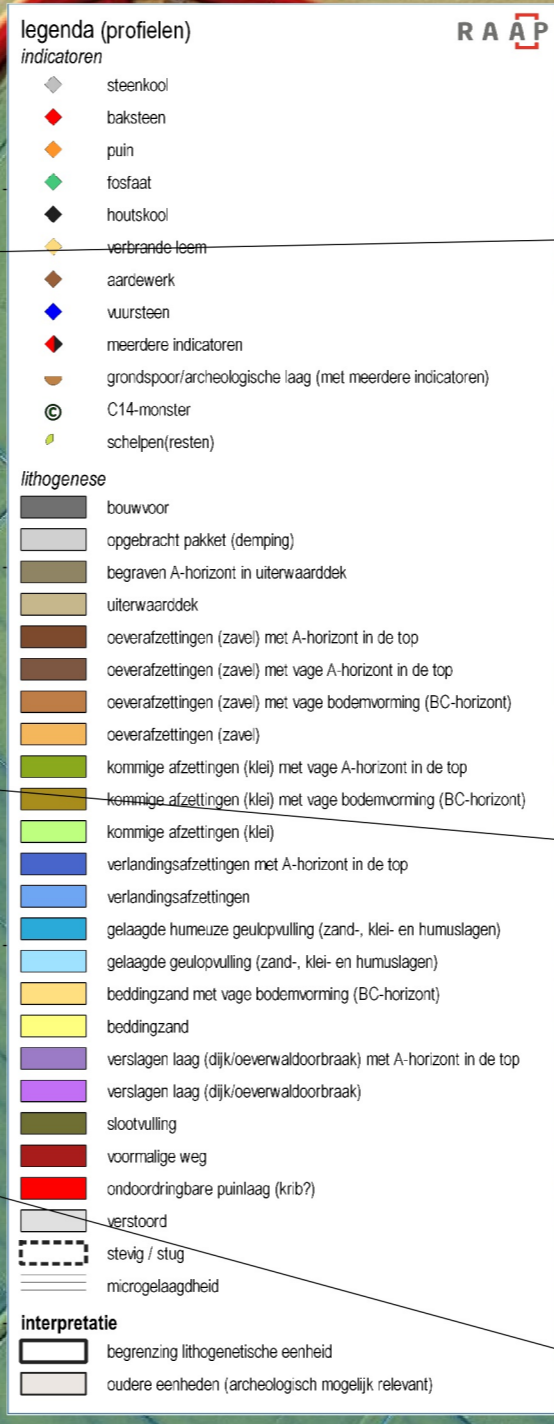 legenda (profielen)
RAAP
indicatoren
steenkool
baksteen
puin
fosfaat
houtskool
verbrande leem
aardewerk
vuursteen
meerdere indicatoren
grondspoor/archeologische laag (met meerdere indicatoren)
© C14-monster
schelpen(resten)
lithogenese
bouwvoor
opgebracht pakket (demping)
begraven A-horizont in uiterwaarddek
uiterwaarddek
oeverafzettingen (zavel) met A-horizont in de top
oeverafzettingen (zavel) met vage A-horizont in de top
oeverafzettingen (zavel) met vage bodemvorming (BC-horizont)
oeverafzettingen (zavel)
kommige afzettingen (klei) met vage A-horizont in de top
kommige afzettingen (klei) met vage bodemvorming (BC-horizont)
kommige afzettingen (klei)
verlandingsafzettingen met A-horizont in de top
verlandingsafzettingen
gelaagde humeuze geulopvulling (zand-, klei- en humuslagen)
gelaagde geulopvulling (zand-, klei- en humuslagen)
beddingzand met vage bodemvorming (BC-horizont)
beddingzand
verslagen laag (dijk/oeverwaldoorbraak) met A-horizont in de top
verslagen laag (dijk/oeverwaldoorbraak)
slootvulling
voormalige weg
ondoordringbare puinlaag (krib?)
verstoord
stevig / stug
microgelaagdheid
interpretatie
begrenzing lithogenetische eenheid
oudere eenheden (archeologisch mogelijk relevant)